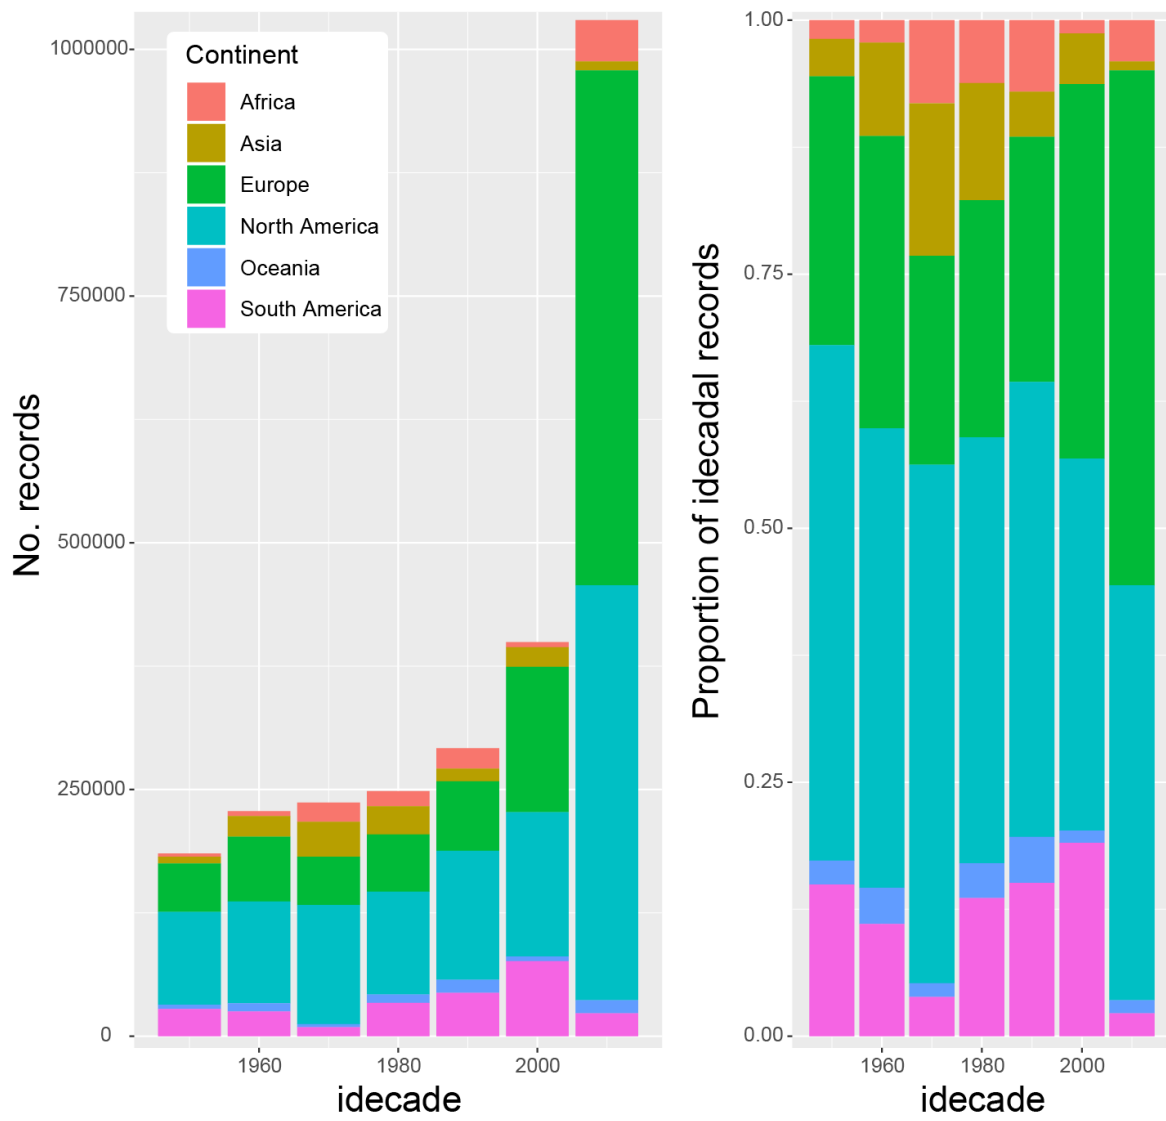 No. records
1000000
750000
500000
250000
0
Continent
Africa
Asia
Europe
North America
Oceania
South America
1960
1980
2000
idecade
Proportion of idecadal records
1.00
0.75
0.50
0.25
0.00
1960
1980
2000
idecade